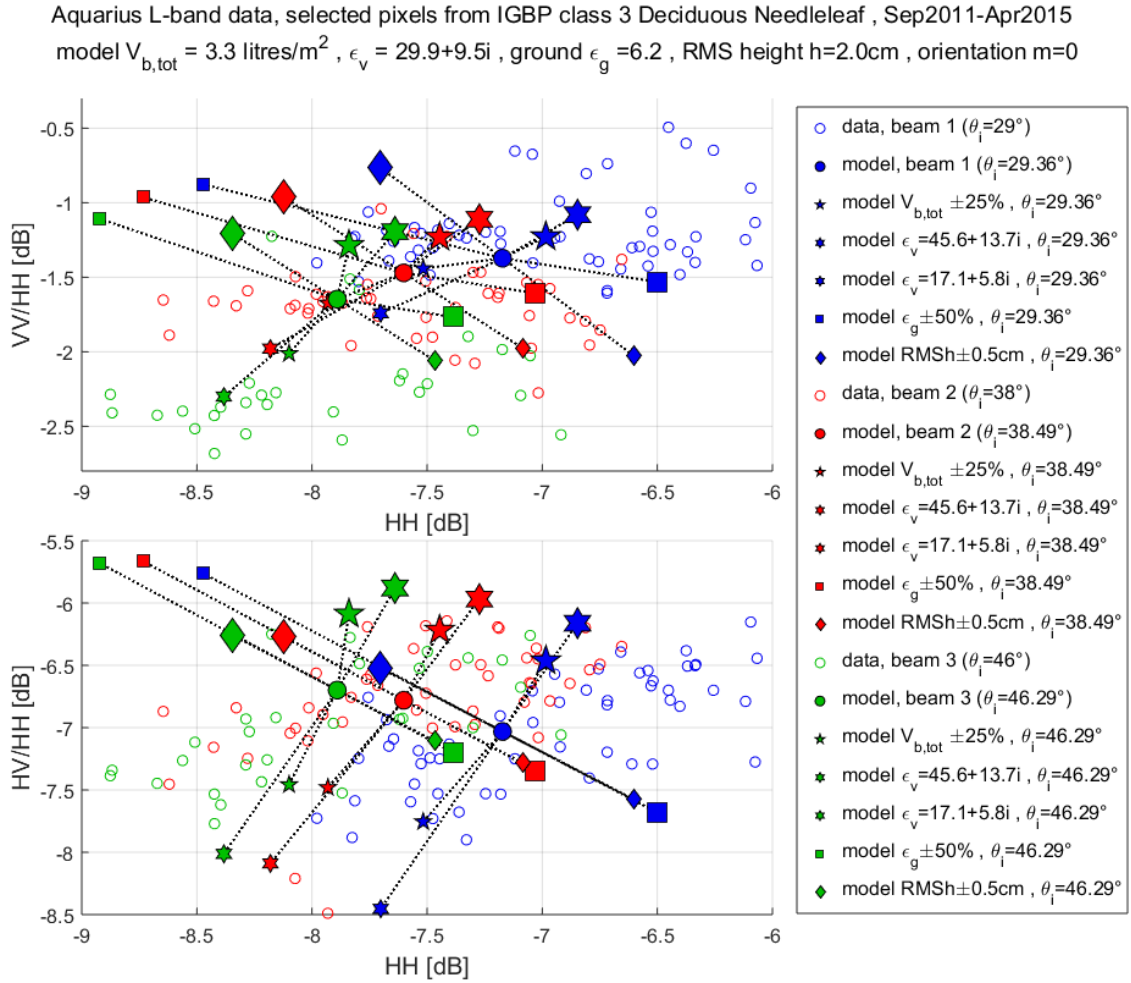 Aquarius L-band data, selected pixels from IGBP class 3 Deciduous Needleleaf , Sep2011-Apr2015
model V_b,tot = 3.3 litres/m² , ϵ_v = 29.9+9.5i , ground ϵ_g =6.2 , RMS height h=2.0cm , orientation m=0
VV/HH [dB]
-0.5
-1
-1.5
-2
-2.5
-9 -8.5 -8 -7.5 -7 -6.5 -6
HH [dB]
HV/HH [dB]
-5.5
-6
-6.5
-7
-7.5
-8
-8.5
-9 -8.5 -8 -7.5 -7 -6.5 -6
HH [dB]
data, beam 1 (θ_i=29°)
model, beam 1 (θ_i=29.36°)
model V_b,tot ±25% , θ_i=29.36°
model ϵ_v=45.6+13.7i , θ_i=29.36°
model ϵ_v=17.1+5.8i , θ_i=29.36°
model ϵ_g±50% , θ_i=29.36°
model RMSh±0.5cm , θ_i=29.36°
data, beam 2 (θ_i=38°)
model, beam 2 (θ_i=38.49°)
model V_b,tot ±25% , θ_i=38.49°
model ϵ_v=45.6+13.7i , θ_i=38.49°
model ϵ_v=17.1+5.8i , θ_i=38.49°
model ϵ_g±50% , θ_i=38.49°
model RMSh±0.5cm , θ_i=38.49°
data, beam 3 (θ_i=46°)
model, beam 3 (θ_i=46.29°)
model V_b,tot ±25% , θ_i=46.29°
model ϵ_v=45.6+13.7i , θ_i=46.29°
model ϵ_v=17.1+5.8i , θ_i=46.29°
model ϵ_g±50% , θ_i=46.29°
model RMSh±0.5cm , θ_i=46.29°